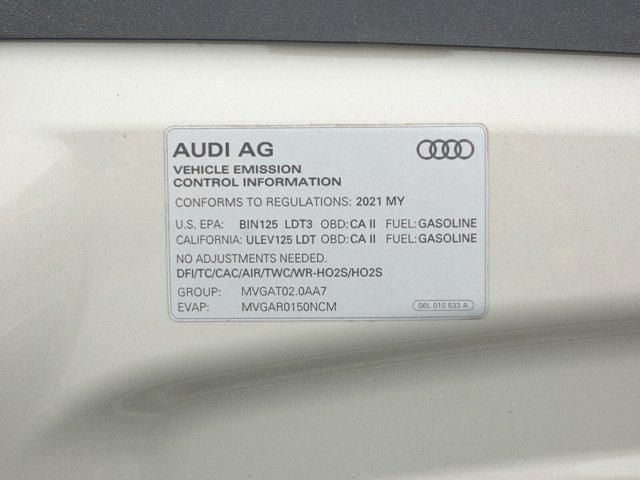 AUDI AG
VEHICLE EMISSION
CONTROL INFORMATION
CONFORMS TO REGULATIONS: 2021 MY
U.S. EPA: BIN125 LDT3 OBD: CA II FUEL: GASOLINE
CALIFORNIA: ULEV125 LDT OBD: CA II FUEL: GASOLINE
NO ADJUSTMENTS NEEDED.
DFI/TC/CAC/AIR/TWC/WR-HO2S/HO2S
GROUP: MVGAT02.0AA7
EVAP: MVGAR0150NCM
06L 010 533 A